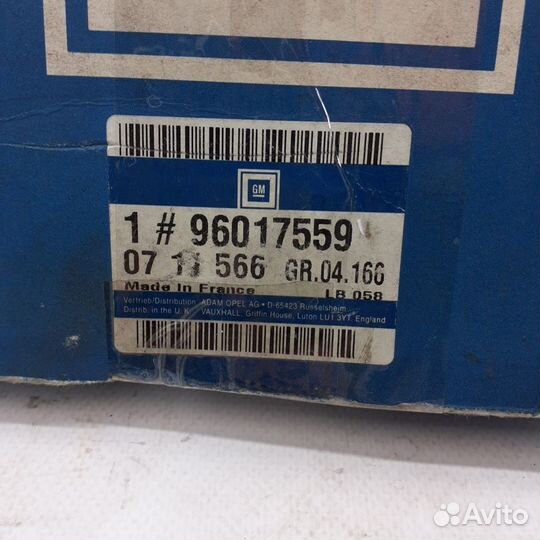 GM
1 # 96017559
07 11 566 GR.04.166
Made In France LB 058
Vertrieb/Distribution ADAM OPEL AG • D-65423 Rüsselsheim
Distrib. in the U.K. VAUXHALL, Griffin House, Luton LU1 3YT England
Avito